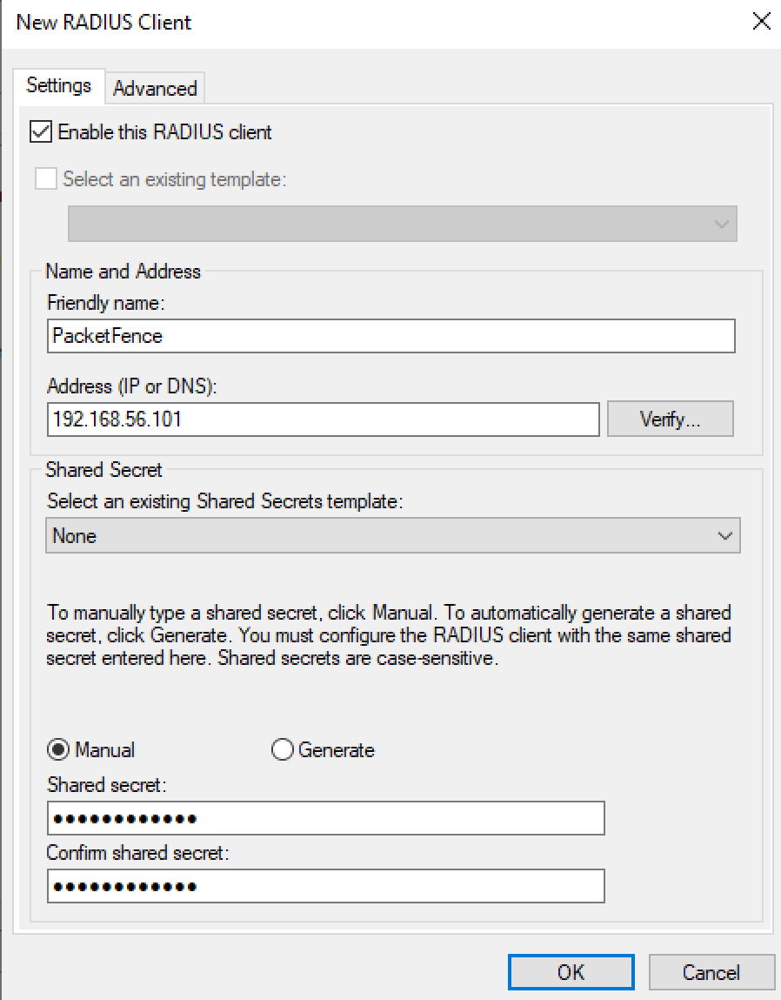 New RADIUS Client
Settings
Advanced
Enable this RADIUS client
Select an existing template:
Name and Address
Friendly name:
PacketFence
Address (IP or DNS):
192.168.56.101
Verify...
Shared Secret
Select an existing Shared Secrets template:
None
To manually type a shared secret, click Manual. To automatically generate a shared
secret, click Generate. You must configure the RADIUS client with the same shared
secret entered here. Shared secrets are case-sensitive.
Manual
Generate
Shared secret:
●●●●●●●●●●●●
Confirm shared secret:
●●●●●●●●●●●●
OK
Cancel